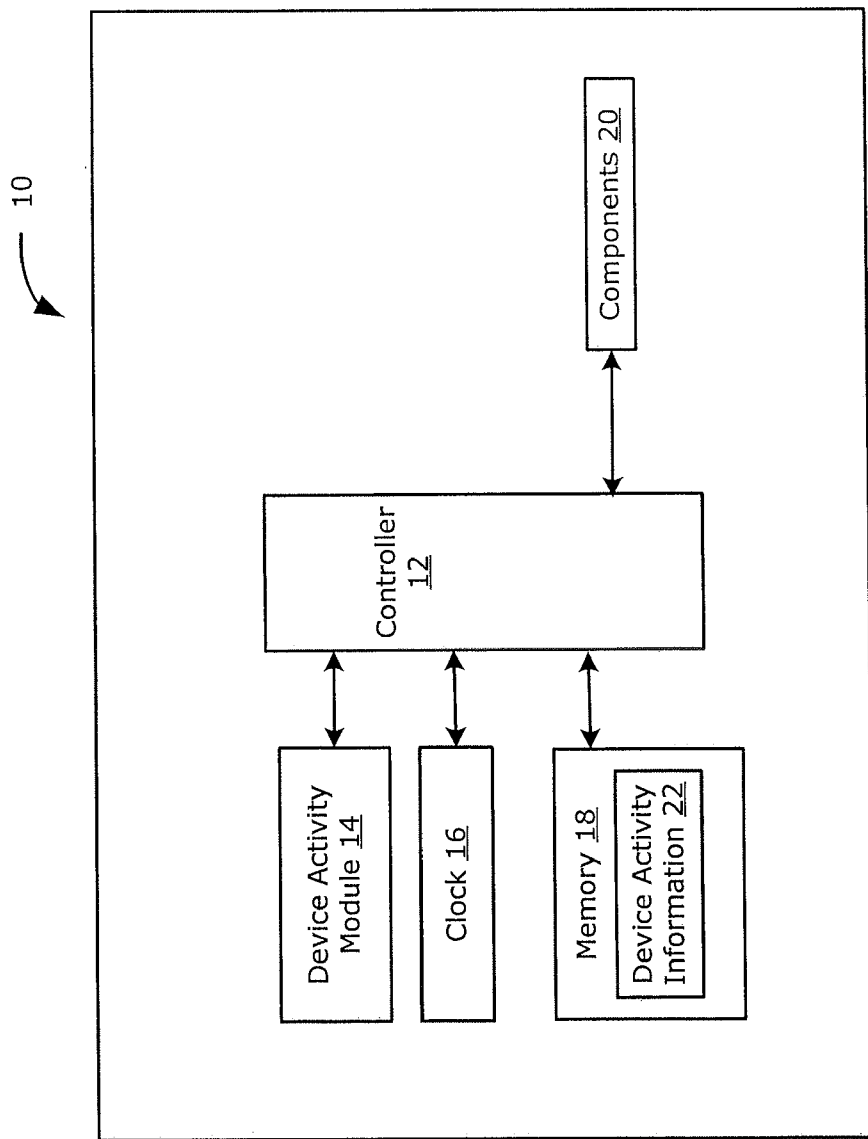 10
Device Activity
Module 14
Clock 16
Memory 18
Device Activity
Information 22
Controller
12
Components 20